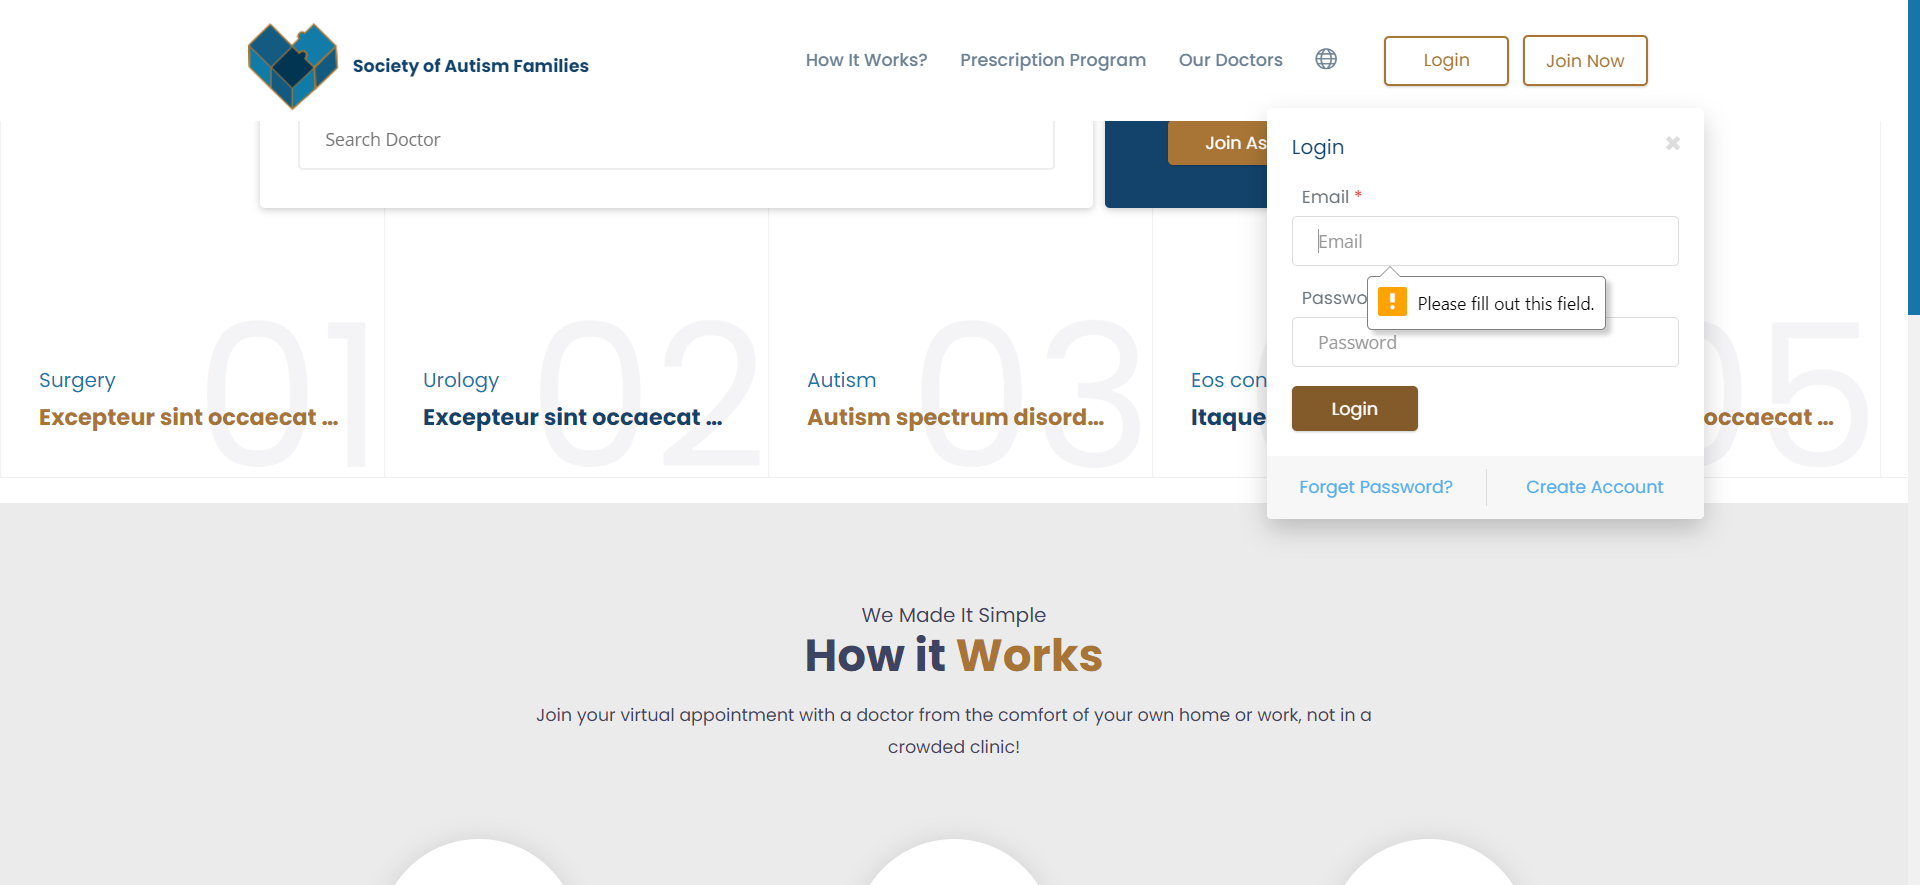 Society of Autism Families
How It Works?
Prescription Program
Our Doctors
Login
Join Now
Search Doctor
Join As
Login
Email *
Email
Please fill out this field.
Password
Login
Forget Password?
Create Account
01
Surgery
Excepteur sint occaecat ...
02
Urology
Excepteur sint occaecat ...
03
Autism
Autism spectrum disord...
Eos con
Itaque
05
occaecat ...
We Made It Simple
How it Works
Join your virtual appointment with a doctor from the comfort of your own home or work, not in a
crowded clinic!